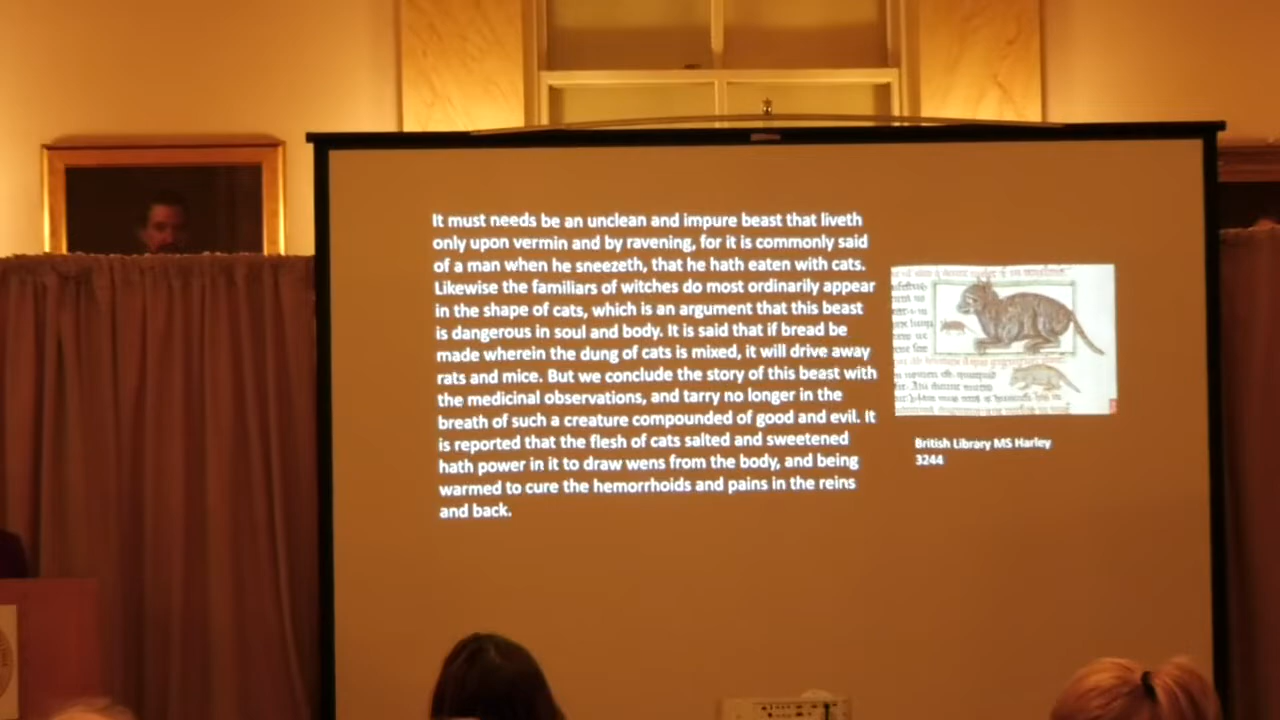 It must needs be an unclean and impure beast that liveth
only upon vermin and by ravening, for it is commonly said
of a man when he sneezeth, that he hath eaten with cats.
Likewise the familiars of witches do most ordinarily appear
in the shape of cats, which is an argument that this beast
is dangerous in soul and body. It is said that if bread be
made wherein the dung of cats is mixed, it will drive away
rats and mice. But we conclude the story of this beast with
the medicinal observations, and tarry no longer in the
breath of such a creature compounded of good and evil. It
is reported that the flesh of cats salted and sweetened
hath power in it to draw wens from the body, and being
warmed to cure the hemorrhoids and pains in the reins
and back.
British Library MS Harley
3244